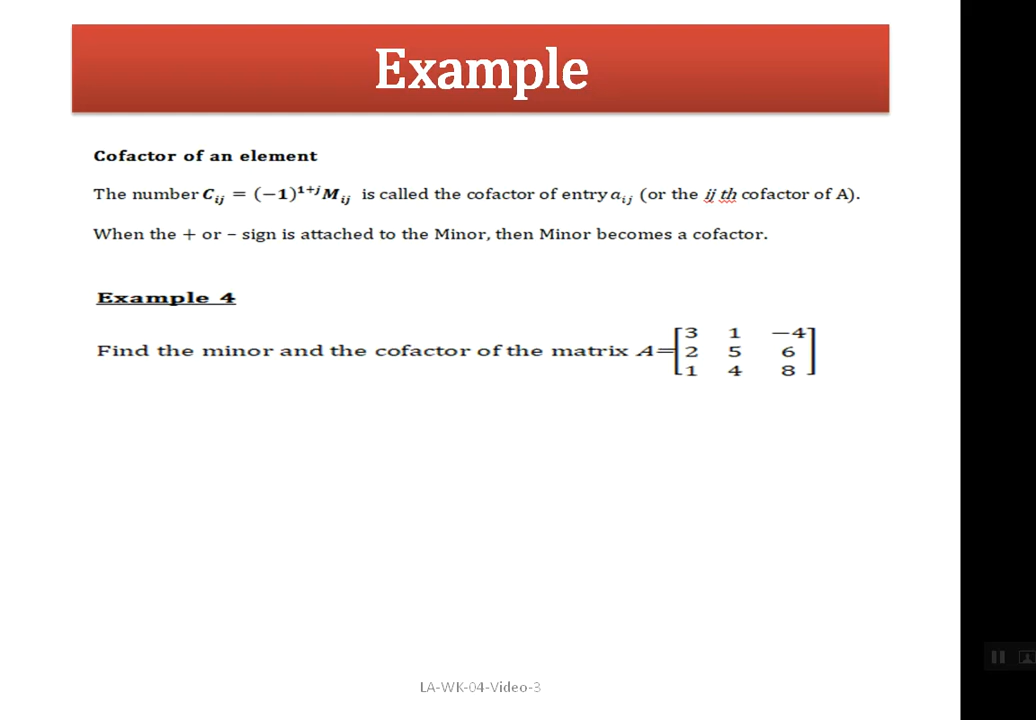 Example
Cofactor of an element
The number C_ij = (−1)^{1+j} M_ij is called the cofactor of entry a_ij (or the ij th cofactor of A).
When the + or – sign is attached to the Minor, then Minor becomes a cofactor.
Example 4
Find the minor and the cofactor of the matrix A=[3 1 −4
2 5 6
1 4 8]
LA-WK-04-Video-3